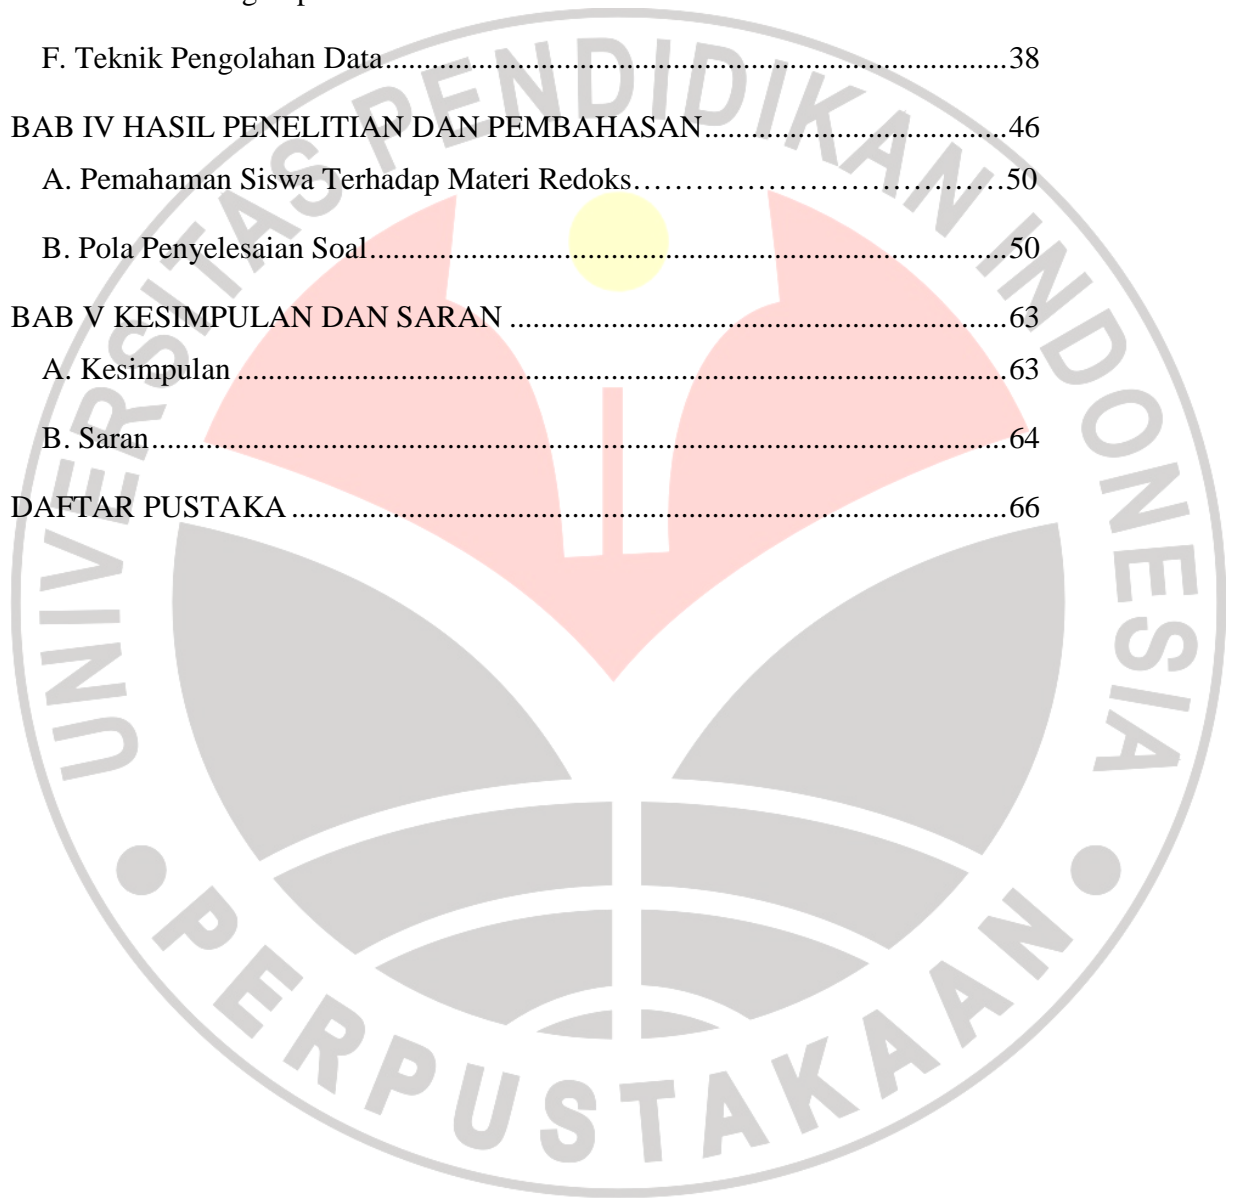 F. Teknik Pengolahan Data...............................................................................38
BAB IV HASIL PENELITIAN DAN PEMBAHASAN......................................46
A. Pemahaman Siswa Terhadap Materi Redoks………………………………50
B. Pola Penyelesaian Soal.................................................................................50
BAB V KESIMPULAN DAN SARAN ...............................................................63
A. Kesimpulan ..................................................................................................63
B. Saran.............................................................................................................64
DAFTAR PUSTAKA ...........................................................................................66
UNIVERSITAS PENDIDIKAN INDONESIA
PERPUSTAKAAN